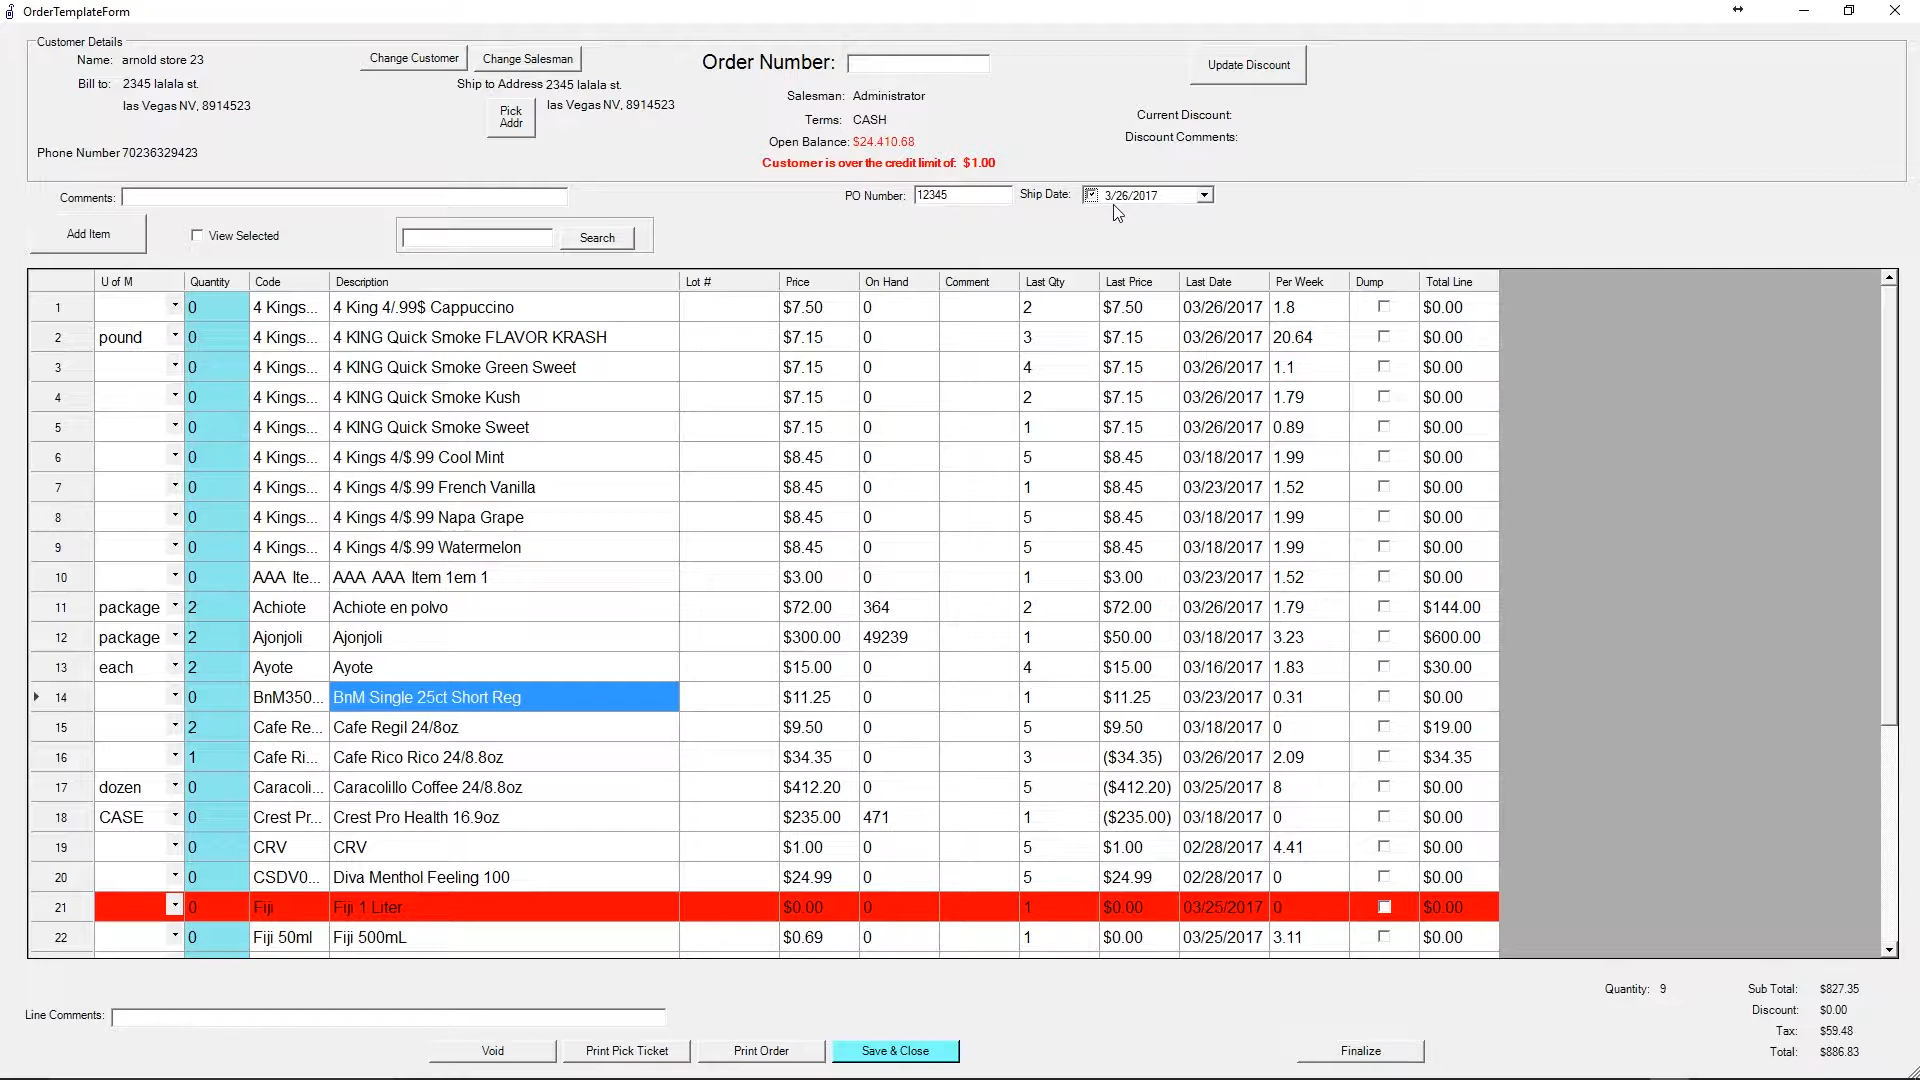 OrderTemplateForm
Customer Details
Name: arnold store 23
Change Customer
Change Salesman
Order Number:
Update Discount
Bill to: 2345 lalala st.
Ship to Address 2345 lalala st.
las Vegas NV, 8914523
Pick Addr
las Vegas NV, 8914523
Salesman: Administrator
Terms: CASH
Current Discount:
Open Balance: $24.410.68
Discount Comments:
Phone Number 70236329423
Customer is over the credit limit of: $1.00
Comments:
PO Number: 12345
Ship Date: 3/26/2017
Add Item
View Selected
Search
U of M Quantity Code Description Lot # Price On Hand Comment Last Qty Last Price Last Date Per Week Dump Total Line
1 0 4 Kings... 4 King 4/.99$ Cappuccino $7.50 0 2 $7.50 03/26/2017 1.8 $0.00
2 pound 0 4 Kings... 4 KING Quick Smoke FLAVOR KRASH $7.15 0 3 $7.15 03/26/2017 20.64 $0.00
3 0 4 Kings... 4 KING Quick Smoke Green Sweet $7.15 0 4 $7.15 03/26/2017 1.1 $0.00
4 0 4 Kings... 4 KING Quick Smoke Kush $7.15 0 2 $7.15 03/26/2017 1.79 $0.00
5 0 4 Kings... 4 KING Quick Smoke Sweet $7.15 0 1 $7.15 03/26/2017 0.89 $0.00
6 0 4 Kings... 4 Kings 4/$.99 Cool Mint $8.45 0 5 $8.45 03/18/2017 1.99 $0.00
7 0 4 Kings... 4 Kings 4/$.99 French Vanilla $8.45 0 1 $8.45 03/23/2017 1.52 $0.00
8 0 4 Kings... 4 Kings 4/$.99 Napa Grape $8.45 0 5 $8.45 03/18/2017 1.99 $0.00
9 0 4 Kings... 4 Kings 4/$.99 Watermelon $8.45 0 5 $8.45 03/18/2017 1.99 $0.00
10 0 AAA Ite... AAA AAA Item 1em 1 $3.00 0 1 $3.00 03/23/2017 1.52 $0.00
11 package 2 Achiote Achiote en polvo $72.00 364 2 $72.00 03/26/2017 1.79 $144.00
12 package 2 Ajonjoli Ajonjoli $300.00 49239 1 $50.00 03/18/2017 3.23 $600.00
13 each 2 Ayote Ayote $15.00 0 4 $15.00 03/16/2017 1.83 $30.00
14 0 BnM350... BnM Single 25ct Short Reg $11.25 0 1 $11.25 03/23/2017 0.31 $0.00
15 2 Cafe Re... Cafe Regil 24/8oz $9.50 0 5 $9.50 03/18/2017 0 $19.00
16 1 Cafe Ri... Cafe Rico Rico 24/8.8oz $34.35 0 3 ($34.35) 03/26/2017 2.09 $34.35
17 dozen 0 Caracoli... Caracolillo Coffee 24/8.8oz $412.20 0 5 ($412.20) 03/25/2017 8 $0.00
18 CASE 0 Crest Pr... Crest Pro Health 16.9oz $235.00 471 1 ($235.00) 03/18/2017 0 $0.00
19 0 CRV CRV $1.00 0 5 $1.00 02/28/2017 4.41 $0.00
20 0 CSDV0... Diva Menthol Feeling 100 $24.99 0 5 $24.99 02/28/2017 0 $0.00
21 0 Fiji Fiji 1 Liter $0.00 0 1 $0.00 03/25/2017 0 $0.00
22 0 Fiji 50ml Fiji 500mL $0.69 0 1 $0.00 03/25/2017 3.11 $0.00
Quantity: 9
Sub Total: $827.35
Discount: $0.00
Line Comments:
Tax: $59.48
Void
Print Pick Ticket
Print Order
Save & Close
Finalize
Total: $886.83